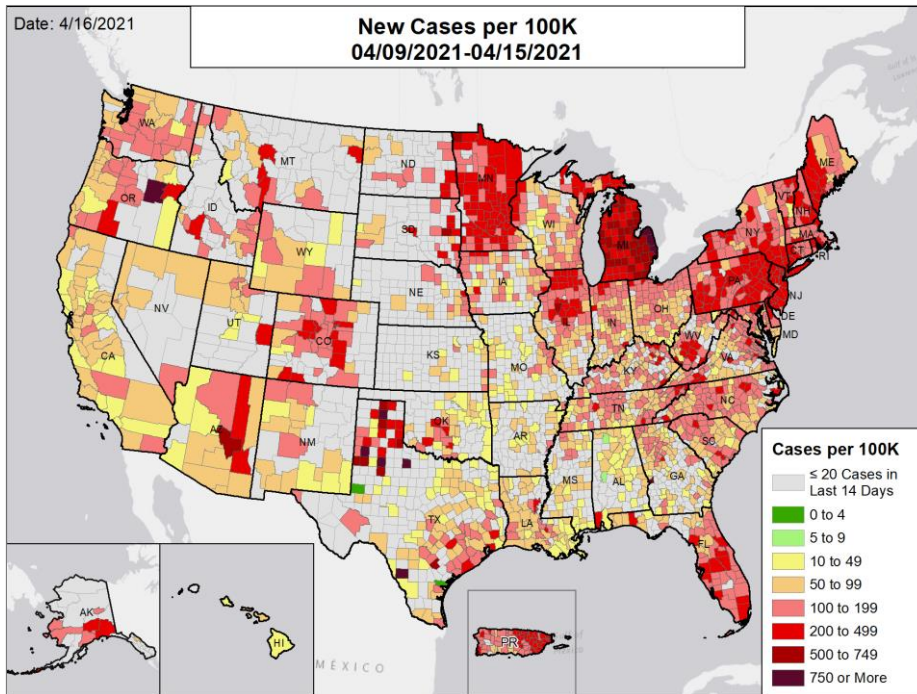 Date: 4/16/2021
New Cases per 100K
04/09/2021-04/15/2021
WA
MT
ND
MN
ME
OR
ID
SD
WI
MI
VT
NH
NY
MA
CT
RI
WY
IA
PA
NJ
NV
UT
NE
IL
IN
OH
DE
MD
CA
CO
KS
MO
KY
WV
VA
AZ
NM
OK
AR
TN
NC
SC
TX
LA
MS
AL
GA
FL
AK
HI
PR
MÉXICO
Cases per 100K
≤ 20 Cases in
Last 14 Days
0 to 4
5 to 9
10 to 49
50 to 99
100 to 199
200 to 499
500 to 749
750 or More